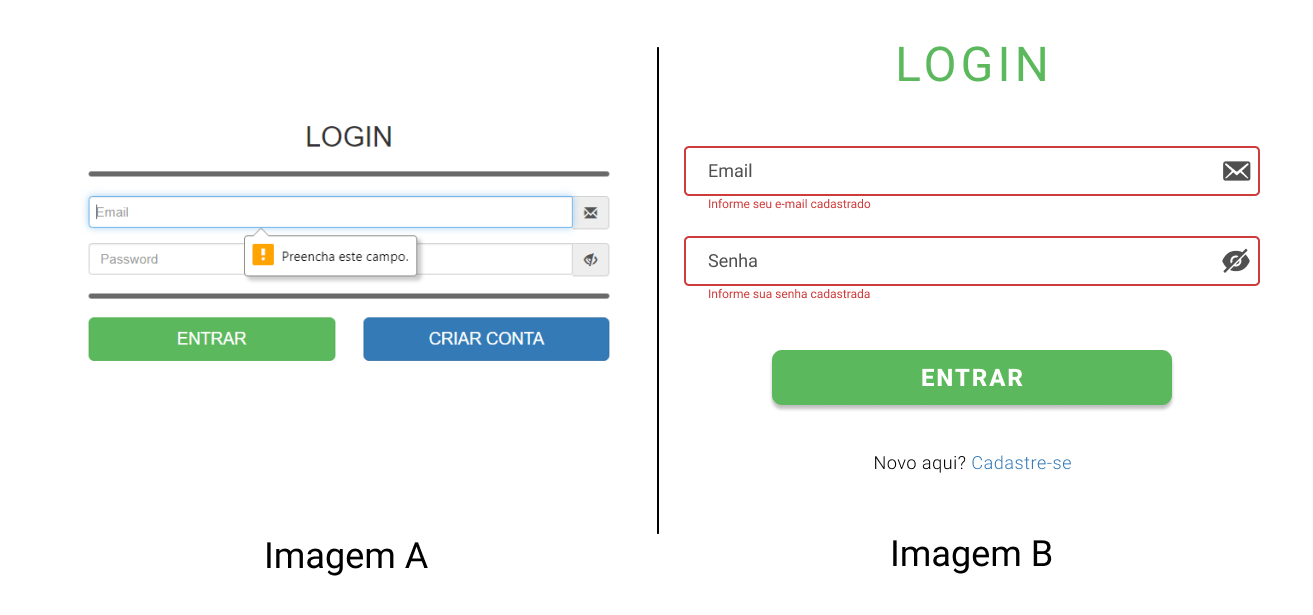 LOGIN
Email
Preencha este campo.
Password
ENTRAR
CRIAR CONTA
Imagem A
LOGIN
Email
Informe seu e-mail cadastrado
Senha
Informe sua senha cadastrada
ENTRAR
Novo aqui? Cadastre-se
Imagem B